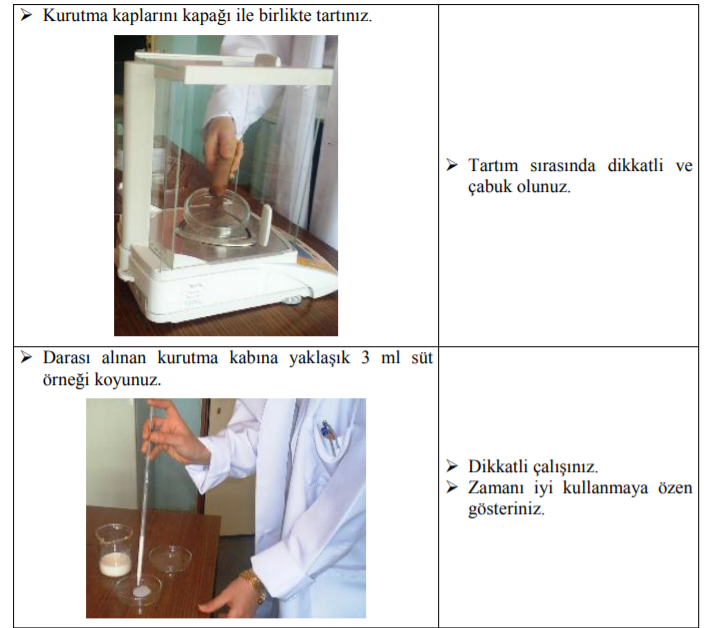 ➢ Kurutma kaplarını kapağı ile birlikte tartınız.
➢ Tartım sırasında dikkatli ve
çabuk olunuz.
➢ Darası alınan kurutma kabına yaklaşık 3 ml süt
örneği koyunuz.
➢ Dikkatli çalışınız.
➢ Zamanı iyi kullanmaya özen
gösteriniz.